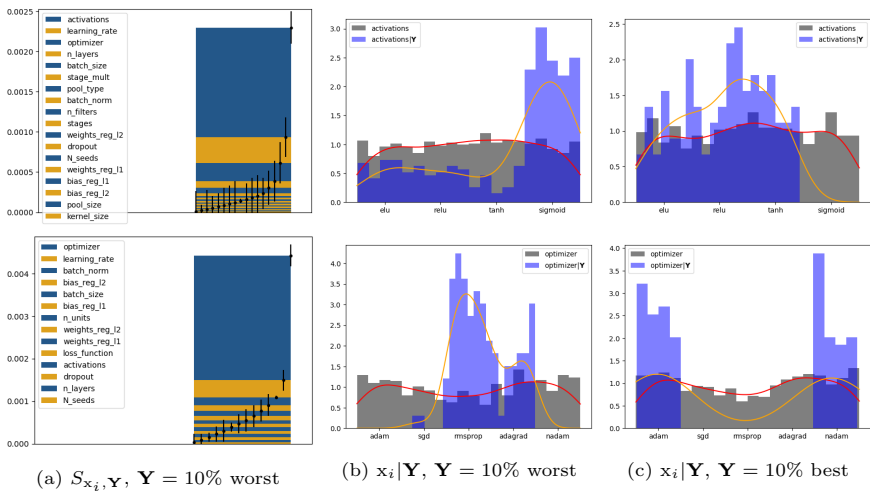 0.0025
0.0020
0.0015
0.0010
0.0005
0.0000
activations
learning_rate
optimizer
n_layers
batch_size
stage_mult
pool_type
batch_norm
n_filters
stages
weights_reg_l2
dropout
N_seeds
weights_reg_l1
bias_reg_l1
bias_reg_l2
pool_size
kernel_size
3.0
2.5
2.0
1.5
1.0
0.5
0.0
activations
activations|Y
elu relu tanh sigmoid
2.5
2.0
1.5
1.0
0.5
0.0
activations
activations|Y
elu relu tanh sigmoid
0.004
0.003
0.002
0.001
0.000
optimizer
learning_rate
batch_norm
bias_reg_l2
batch_size
bias_reg_l1
n_units
weights_reg_l2
weights_reg_l1
loss_function
activations
dropout
n_layers
N_seeds
4.0
3.5
3.0
2.5
2.0
1.5
1.0
0.5
0.0
optimizer
optimizer|Y
adam sgd rmsprop adagrad nadam
4.0
3.5
3.0
2.5
2.0
1.5
1.0
0.5
0.0
optimizer
optimizer|Y
adam sgd rmsprop adagrad nadam
(a) S_{x_i,Y}, Y = 10% worst
(b) x_i|Y, Y = 10% worst
(c) x_i|Y, Y = 10% best